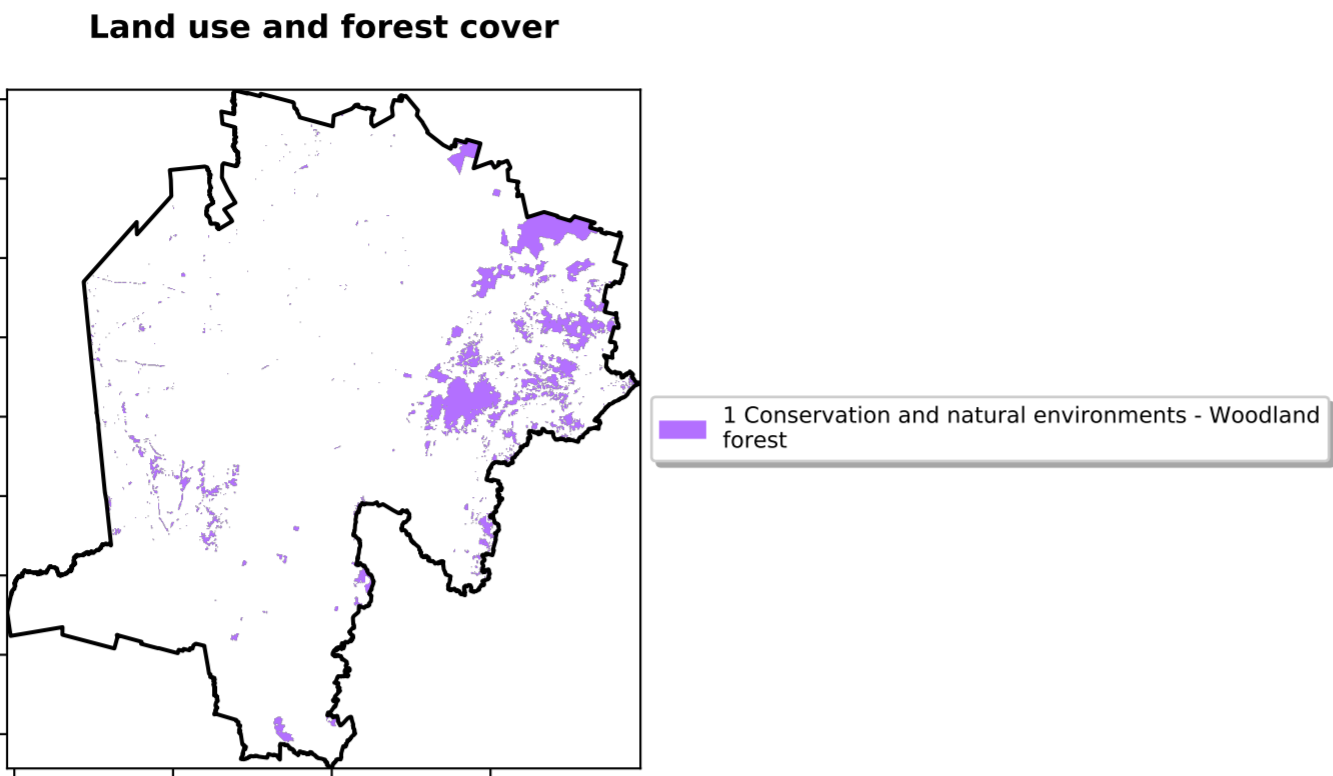 Land use and forest cover
1 Conservation and natural environments - Woodland
forest